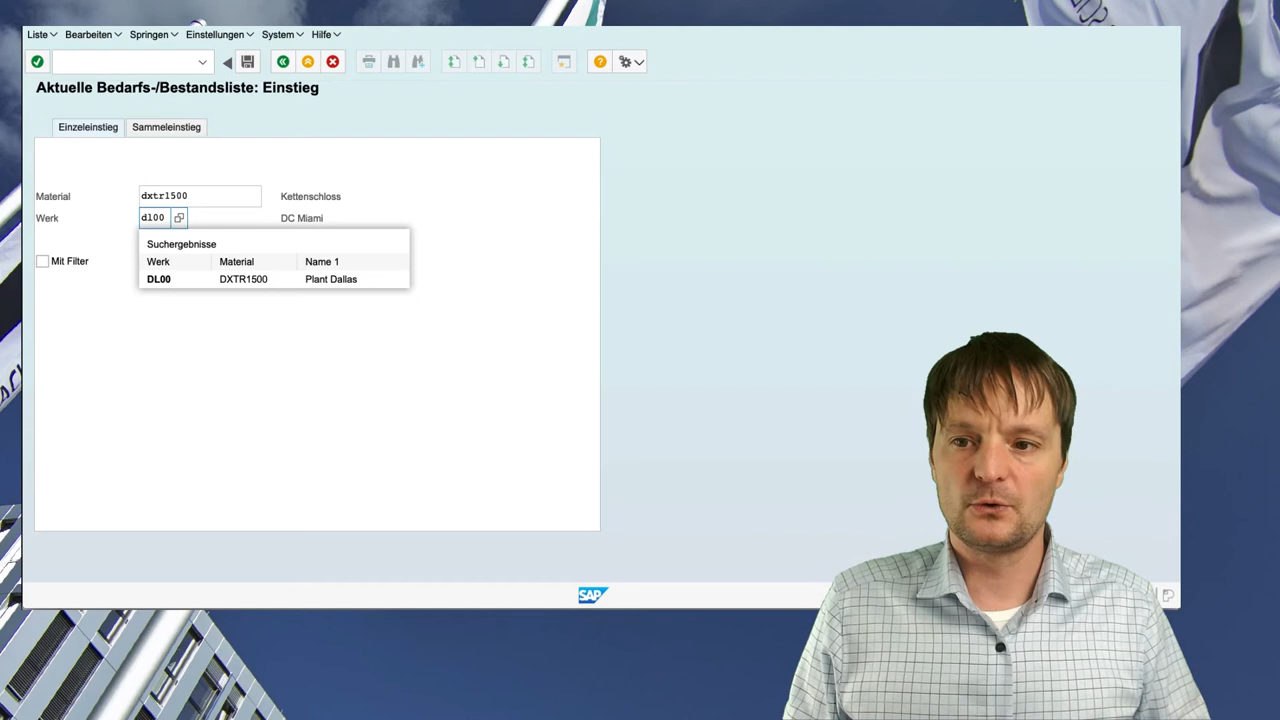 Liste Bearbeiten Springen Einstellungen System Hilfe
Aktuelle Bedarfs-/Bestandsliste: Einstieg
Einzeleinstieg Sammeleinstieg
Material dxtr1500 Kettenschloss
Werk dl00 DC Miami
Suchergebnisse
Werk Material Name 1
Mit Filter
DL00 DXTR1500 Plant Dallas
SAP